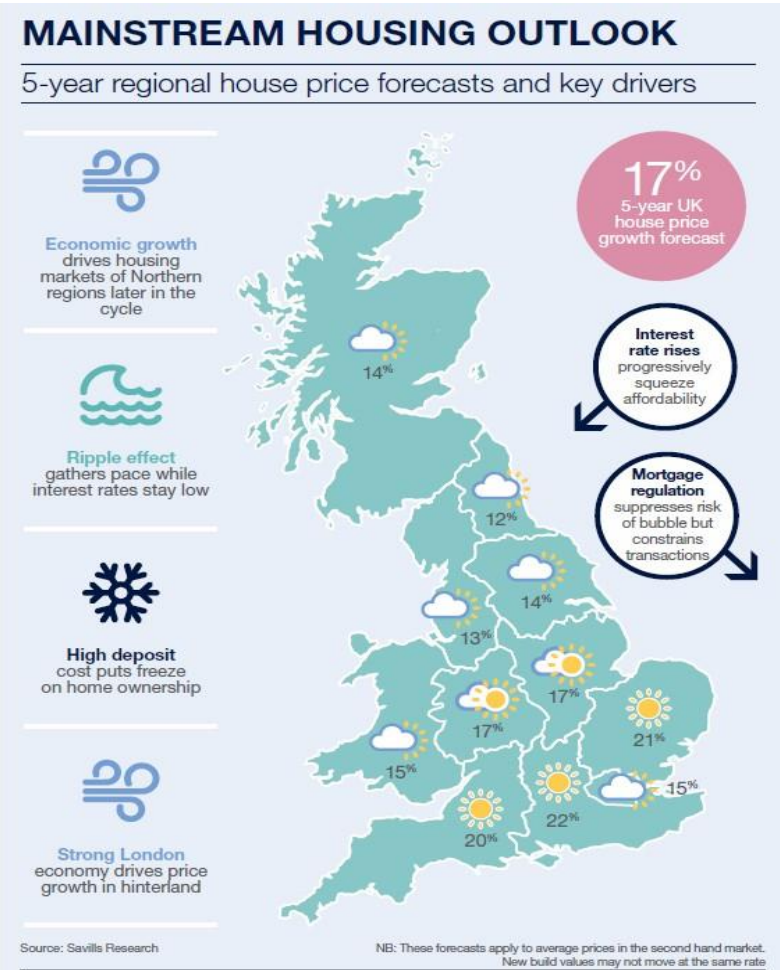 MAINSTREAM HOUSING OUTLOOK
5-year regional house price forecasts and key drivers
Economic growth
drives housing
markets of Northern
regions later in the
cycle
Ripple effect
gathers pace while
interest rates stay low
High deposit
cost puts freeze
on home ownership
Strong London
economy drives price
growth in hinterland
17%
5-year UK
house price
growth forecast
Interest
rate rises
progressively
squeeze
affordability
Mortgage
regulation
suppresses risk
of bubble but
constrains
transactions
14%
12%
14%
13%
17%
17%
21%
15%
15%
22%
20%
Source: Savills Research
NB: These forecasts apply to average prices in the second hand market.
New build values may not move at the same rate